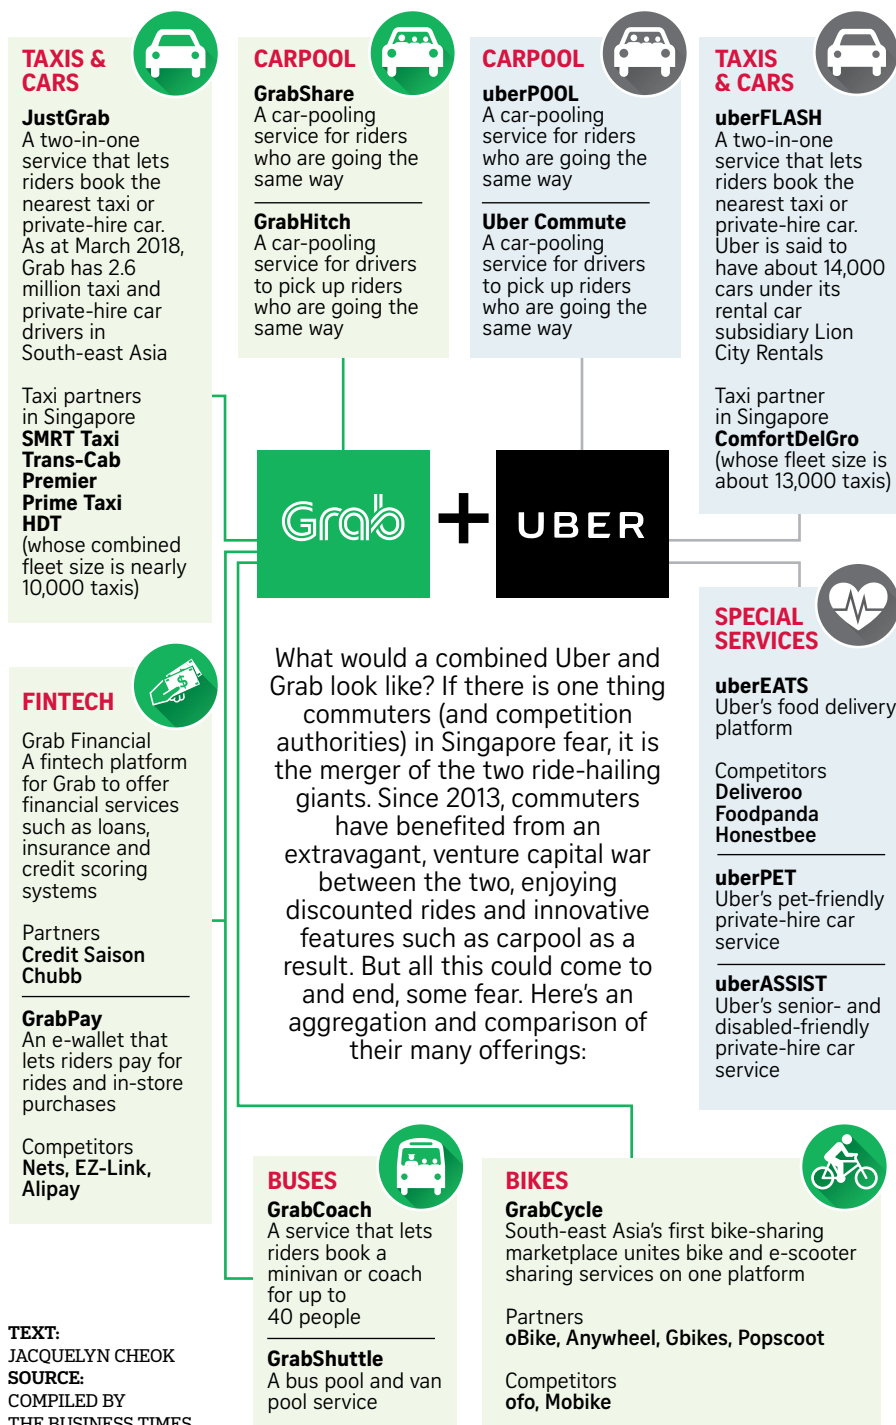 TAXIS &
CARS
JustGrab
A two-in-one
service that lets
riders book the
nearest taxi or
private-hire car.
As at March 2018,
Grab has 2.6
million taxi and
private-hire car
drivers in
South-east Asia
Taxi partners
in Singapore
SMRT Taxi
Trans-Cab
Premier
Prime Taxi
HDT
(whose combined
fleet size is nearly
10,000 taxis)
CARPOOL
GrabShare
A car-pooling
service for riders
who are going the
same way
GrabHitch
A car-pooling
service for drivers
to pick up riders
who are going the
same way
CARPOOL
uberPOOL
A car-pooling
service for riders
who are going the
same way
Uber Commute
A car-pooling
service for drivers
to pick up riders
who are going the
same way
TAXIS
& CARS
uberFLASH
A two-in-one
service that lets
riders book the
nearest taxi or
private-hire car.
Uber is said to
have about 14,000
cars under its
rental car
subsidiary Lion
City Rentals
Taxi partner
in Singapore
ComfortDelGro
(whose fleet size is
about 13,000 taxis)
Grab + UBER
What would a combined Uber and
Grab look like? If there is one thing
commuters (and competition
authorities) in Singapore fear, it is
the merger of the two ride-hailing
giants. Since 2013, commuters
have benefited from an
extravagant, venture capital war
between the two, enjoying
discounted rides and innovative
features such as carpool as a
result. But all this could come to
and end, some fear. Here's an
aggregation and comparison of
their many offerings:
SPECIAL
SERVICES
uberEATS
Uber's food delivery
platform
Competitors
Deliveroo
Foodpanda
Honestbee
uberPET
Uber's pet-friendly
private-hire car
service
uberASSIST
Uber's senior- and
disabled-friendly
private-hire car
service
FINTECH
$
Grab Financial
A fintech platform
for Grab to offer
financial services
such as loans,
insurance and
credit scoring
systems
Partners
Credit Saison
Chubb
GrabPay
An e-wallet that
lets riders pay for
rides and in-store
purchases
Competitors
Nets, EZ-Link,
Alipay
BUSES
GrabCoach
A service that lets
riders book a
minivan or coach
for up to
40 people
GrabShuttle
A bus pool and van
pool service
BIKES
GrabCycle
South-east Asia's first bike-sharing
marketplace unites bike and e-scooter
sharing services on one platform
Partners
oBike, Anywheel, Gbikes, Popscoot
Competitors
ofo, Mobike
TEXT:
JACQUELYN CHEOK
SOURCE:
COMPILED BY
THE BUSINESS TIMES